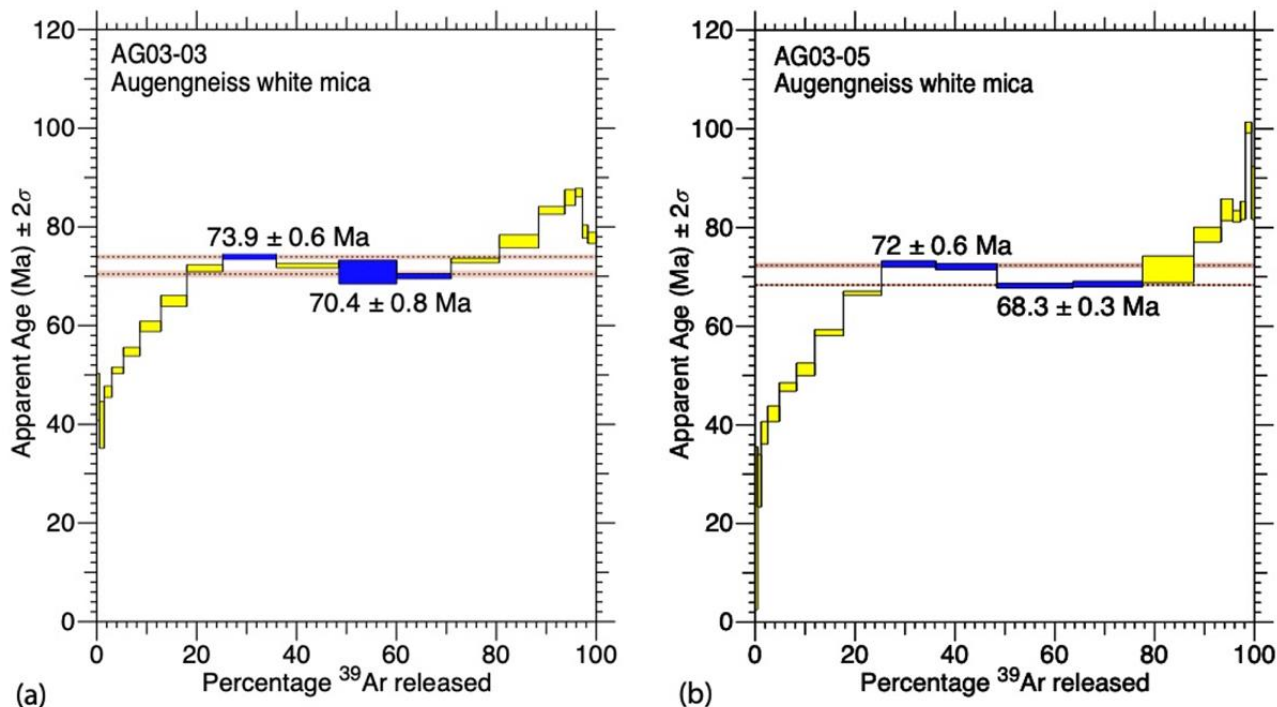 AG03-03
Augengneiss white mica
73.9 ± 0.6 Ma
70.4 ± 0.8 Ma
Apparent Age (Ma) ± 2σ
120
100
80
60
40
20
0
0 20 40 60 80 100
Percentage ³⁹Ar released
(a)
AG03-05
Augengneiss white mica
72 ± 0.6 Ma
68.3 ± 0.3 Ma
Apparent Age (Ma) ± 2σ
120
100
80
60
40
20
0
0 20 40 60 80 100
Percentage ³⁹Ar released
(b)